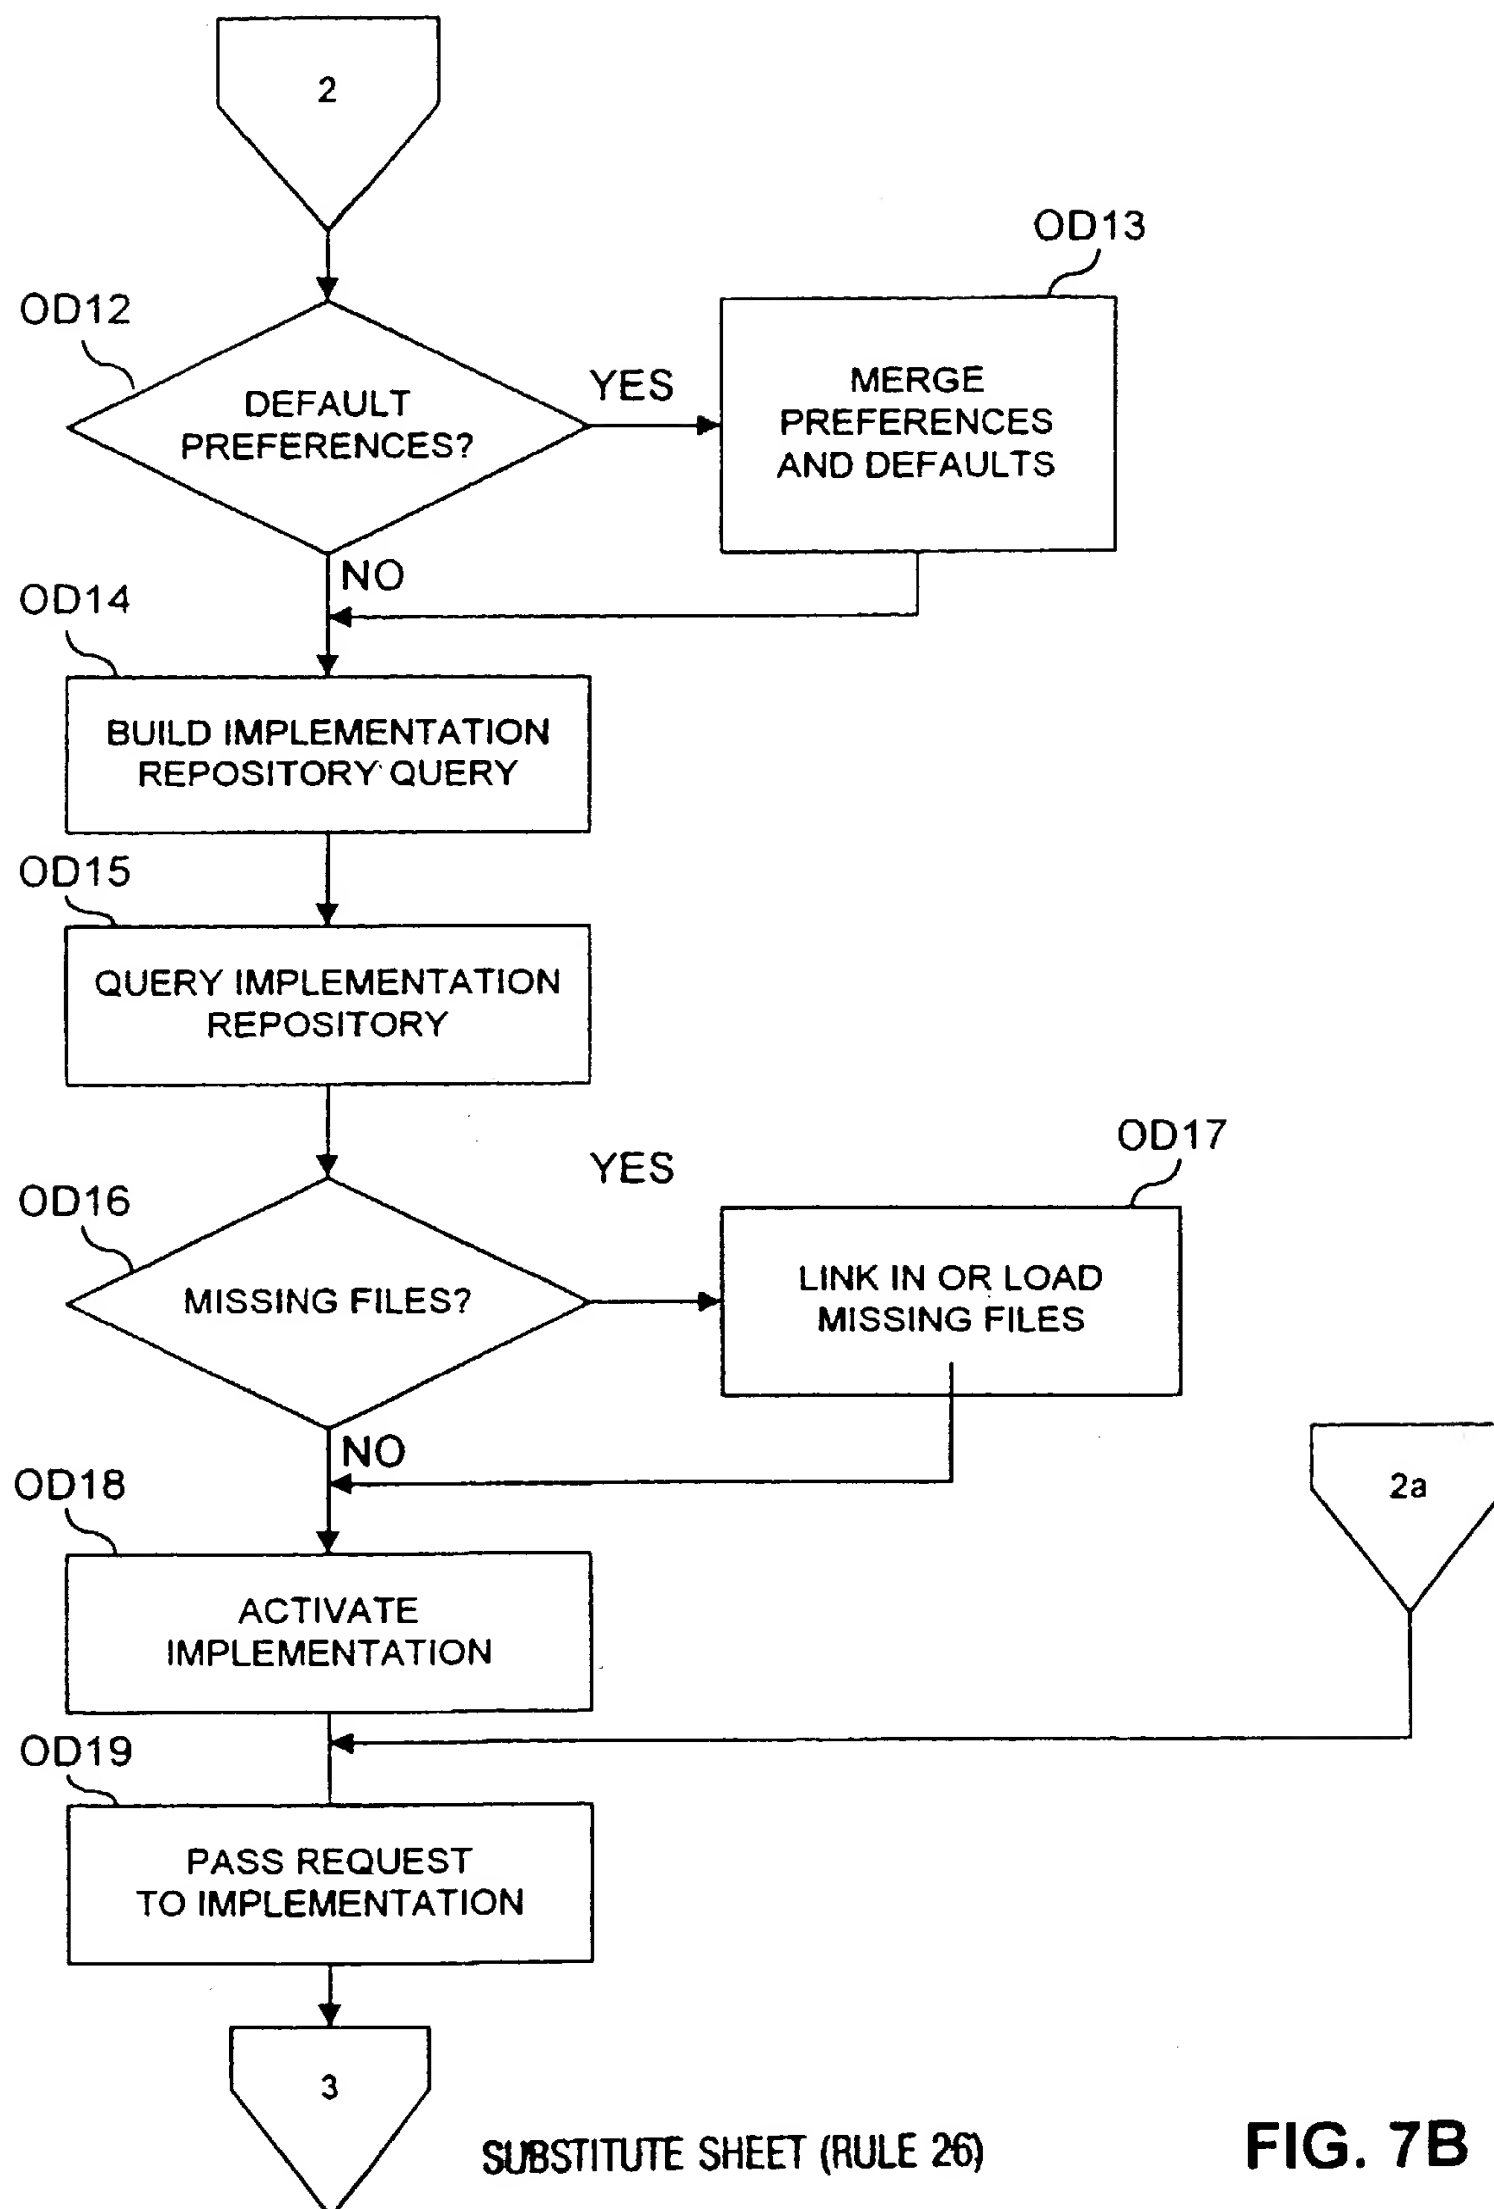 2
OD13
OD12
DEFAULT
PREFERENCES?
YES
MERGE
PREFERENCES
AND DEFAULTS
NO
OD14
BUILD IMPLEMENTATION
REPOSITORY QUERY
OD15
QUERY IMPLEMENTATION
REPOSITORY
OD17
YES
OD16
MISSING FILES?
LINK IN OR LOAD
MISSING FILES
NO
OD18
2a
ACTIVATE
IMPLEMENTATION
OD19
PASS REQUEST
TO IMPLEMENTATION
3
SUBSTITUTE SHEET (RULE 26)
FIG. 7B